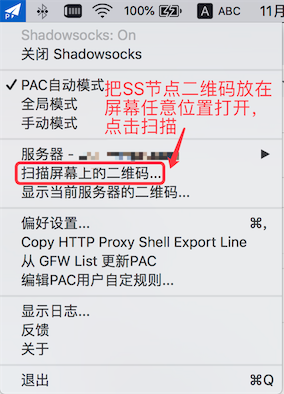 100%
ABC
11月
Shadowsocks: On
关闭 Shadowsocks
✓ PAC自动模式
全局模式
手动模式
把SS节点二维码放在
屏幕任意位置打开，
点击扫描
服务器 -
扫描屏幕上的二维码...
显示当前服务器的二维码...
偏好设置... ⌘,
Copy HTTP Proxy Shell Export Line
从 GFW List 更新PAC
编辑PAC用户自定规则...
显示日志...
反馈
关于
退出 ⌘Q